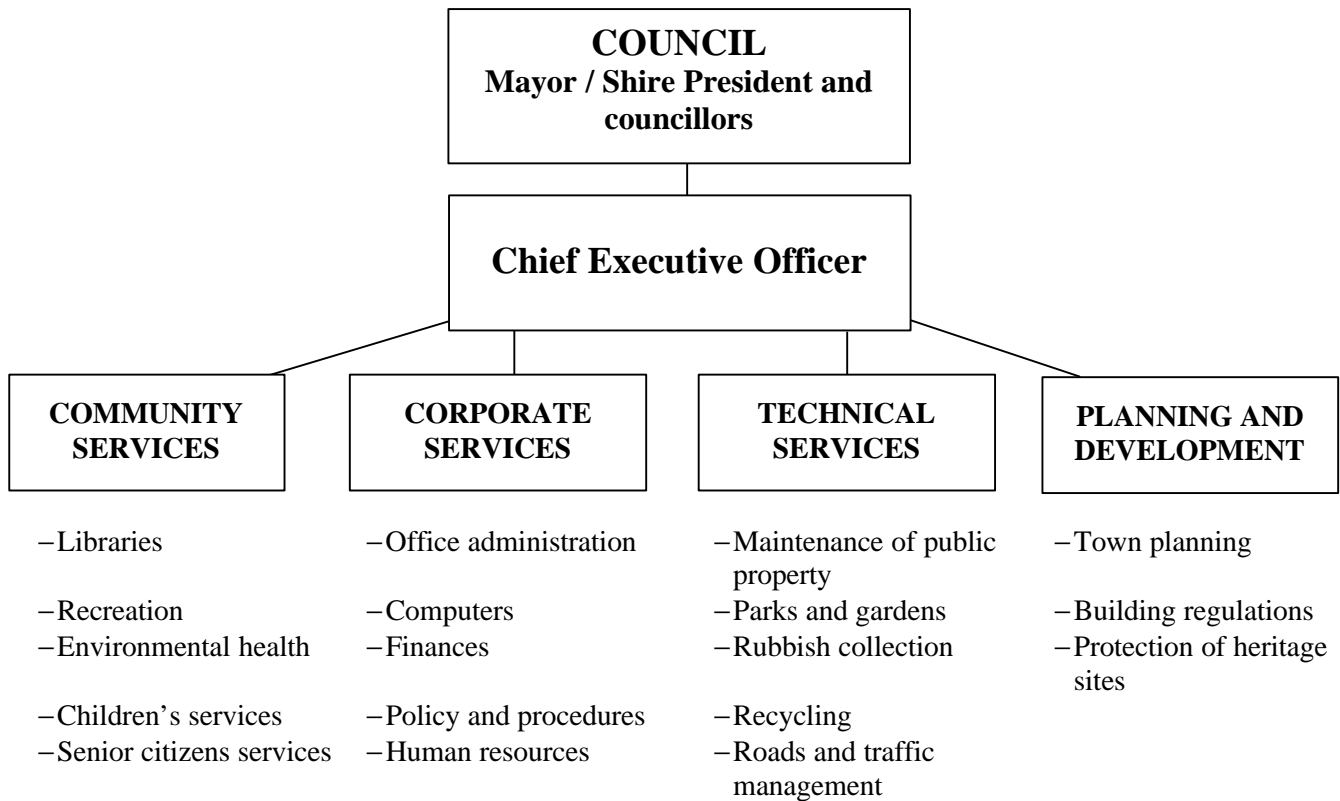 COUNCIL
Mayor / Shire President and
councillors
Chief Executive Officer
COMMUNITY
SERVICES
CORPORATE
SERVICES
TECHNICAL
SERVICES
PLANNING AND
DEVELOPMENT
–Libraries
–Recreation
–Environmental health
–Children’s services
–Senior citizens services
–Office administration
–Computers
–Finances
–Policy and procedures
–Human resources
–Maintenance of public
property
–Parks and gardens
–Rubbish collection
–Recycling
–Roads and traffic
management
–Town planning
–Building regulations
–Protection of heritage
sites